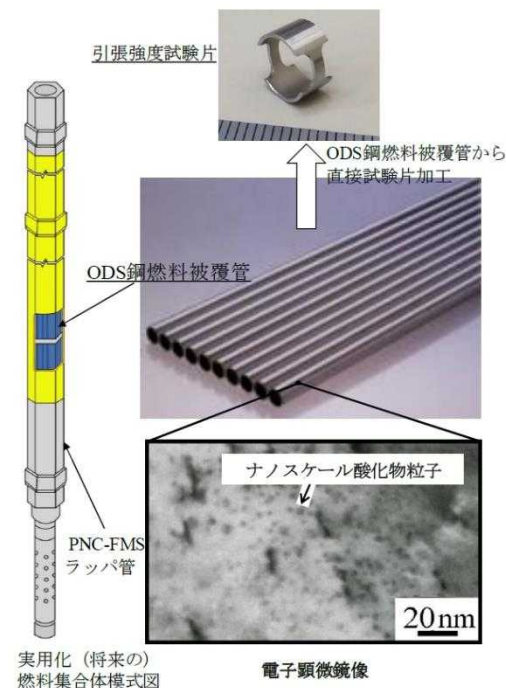 引張強度試験片
ODS鋼燃料被覆管から
直接試験片加工
ODS鋼燃料被覆管
ナノスケール酸化物粒子
PNC-FMS
ラッパ管
20nm
実用化（将来の）
燃料集合体模式図
電子顕微鏡像